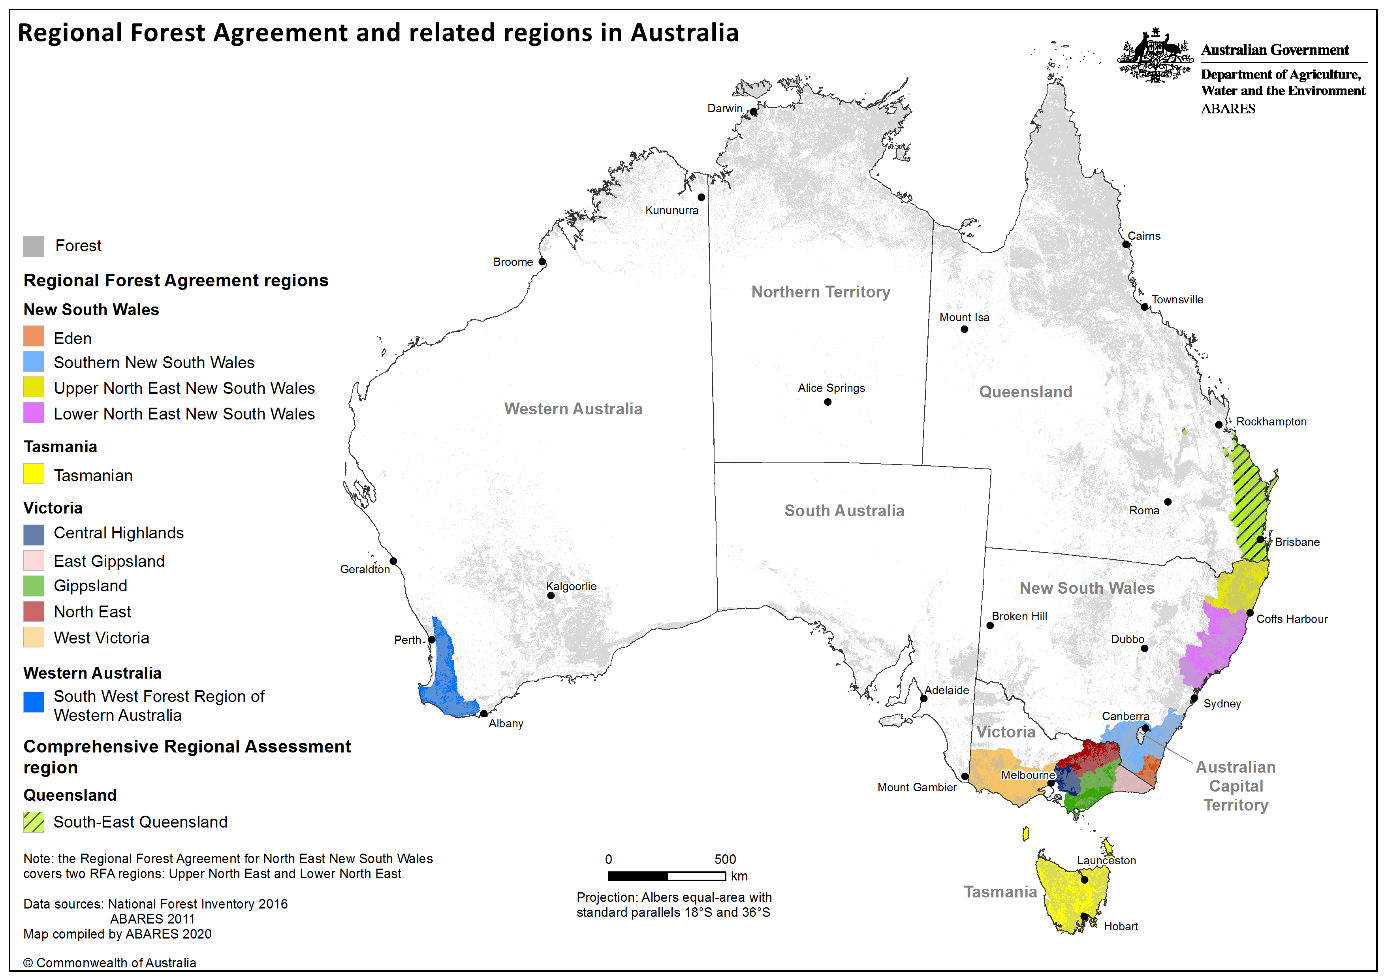 Regional Forest Agreement and related regions in Australia
Australian Government
Department of Agriculture,
Water and the Environment
ABARES
Darwin
Kununurra
Cairns
Broome
Townsville
Northern Territory
Mount Isa
Alice Springs
Queensland
Western Australia
Rockhampton
South Australia
Roma
Brisbane
Geraldton
Kalgoorlie
New South Wales
Broken Hill
Coffs Harbour
Perth
Dubbo
Adelaide
Sydney
Albany
Canberra
Victoria
Melbourne
Mount Gambier
Australian
Capital
Territory
Launceston
Tasmania
Hobart
Forest
Regional Forest Agreement regions
New South Wales
Eden
Southern New South Wales
Upper North East New South Wales
Lower North East New South Wales
Tasmania
Tasmanian
Victoria
Central Highlands
East Gippsland
Gippsland
North East
West Victoria
Western Australia
South West Forest Region of
Western Australia
Comprehensive Regional Assessment
region
Queensland
South-East Queensland
Note: the Regional Forest Agreement for North East New South Wales
covers two RFA regions: Upper North East and Lower North East
Data sources: National Forest Inventory 2016
ABARES 2011
Map compiled by ABARES 2020
© Commonwealth of Australia
0 500
km
Projection: Albers equal-area with
standard parallels 18°S and 36°S